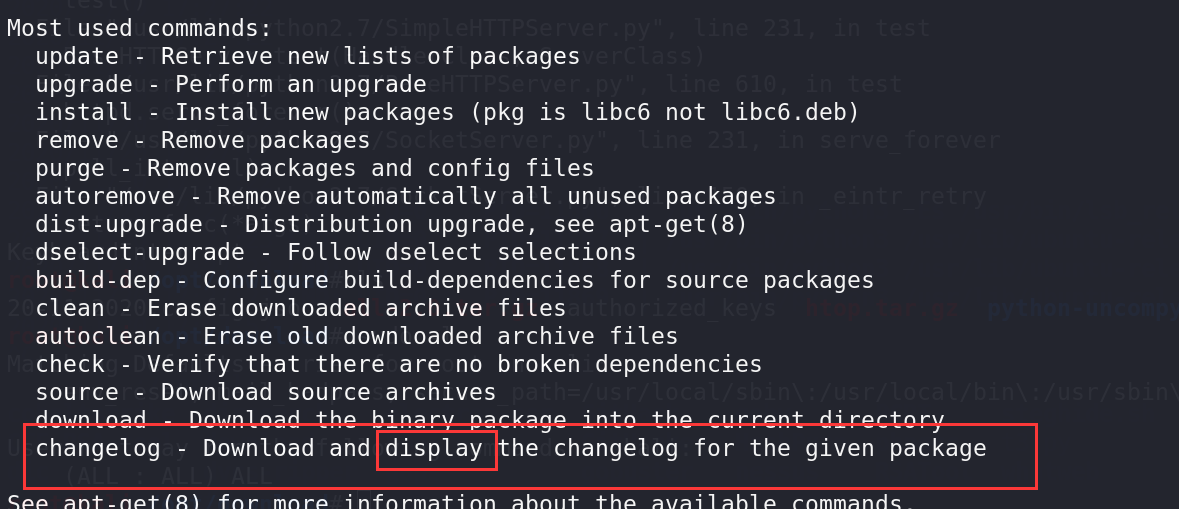 Most used commands:
update - Retrieve new lists of packages
upgrade - Perform an upgrade
install - Install new packages (pkg is libc6 not libc6.deb)
remove - Remove packages
purge - Remove packages and config files
autoremove - Remove automatically all unused packages
dist-upgrade - Distribution upgrade, see apt-get(8)
dselect-upgrade - Follow dselect selections
build-dep - Configure build-dependencies for source packages
clean - Erase downloaded archive files
autoclean - Erase old downloaded archive files
check - Verify that there are no broken dependencies
source - Download source archives
download - Download the binary package into the current directory
changelog - Download and display the changelog for the given package
See apt-get(8) for more information about the available commands.